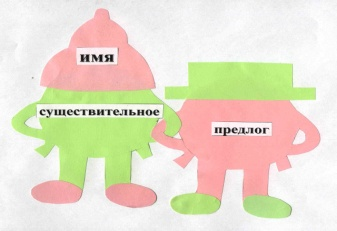 имя
существительное
предлог